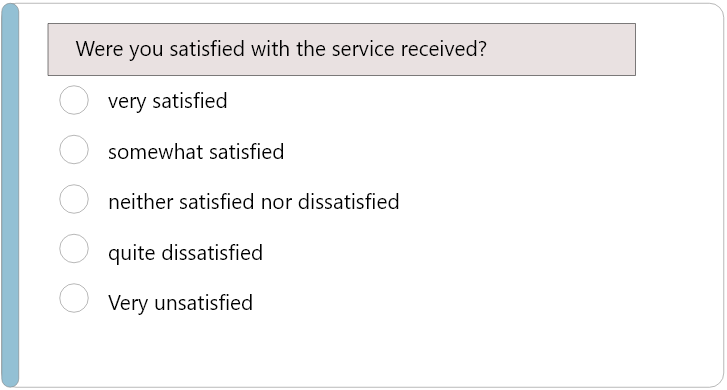 Were you satisfied with the service received?
very satisfied
somewhat satisfied
neither satisfied nor dissatisfied
quite dissatisfied
Very unsatisfied